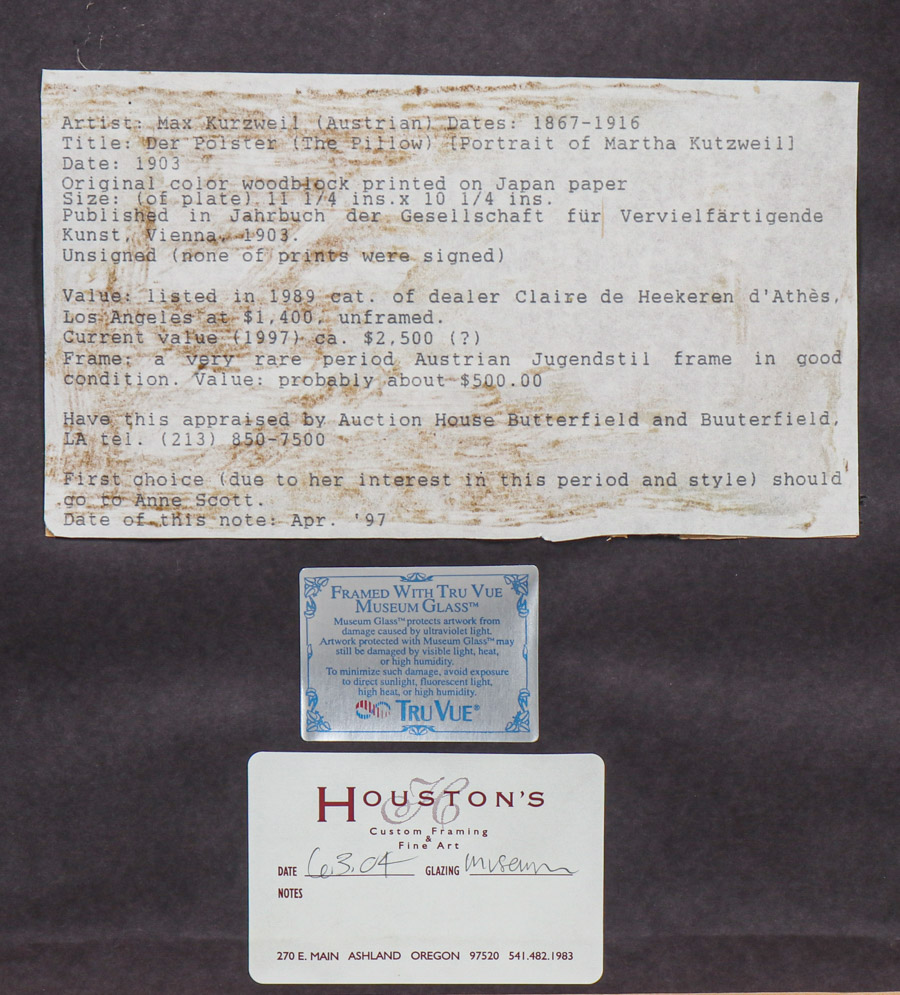 Artist: Max Kurzweil (Austrian) Dates: 1867-1916
Title: Der Polster (The Pillow) [Portrait of Martha Kutzweil]
Date: 1903
Original color woodblock printed on Japan paper
Size: (of plate) 11 1/4 ins.x 10 1/4 ins.
Published in Jahrbuch der Gesellschaft für Vervielfärtigende
Kunst, Vienna, 1903.
Unsigned (none of prints were signed)
Value: listed in 1989 cat. of dealer Claire de Heekeren d'Athès,
Los Angeles at $1,400, unframed.
Current value (1997) ca. $2,500 (?)
Frame: a very rare period Austrian Jugendstil frame in good
condition. Value: probably about $500.00
Have this appraised by Auction House Butterfield and Buuterfield,
LA tel. (213) 850-7500
First choice (due to her interest in this period and style) should
go to Anne Scott.
Date of this note: Apr. '97
FRAMED WITH TRU VUE
MUSEUM GLASS™
Museum Glass™ protects artwork from
damage caused by ultraviolet light.
Artwork protected with Museum Glass™ may
still be damaged by visible light, heat,
or high humidity.
To minimize such damage, avoid exposure
to direct sunlight, fluorescent light,
high heat, or high humidity.
TRU VUE®
H
HOUSTON'S
Custom Framing
&
Fine Art
DATE 6.3.04 GLAZING museum
NOTES
270 E. MAIN ASHLAND OREGON 97520 541.482.1983